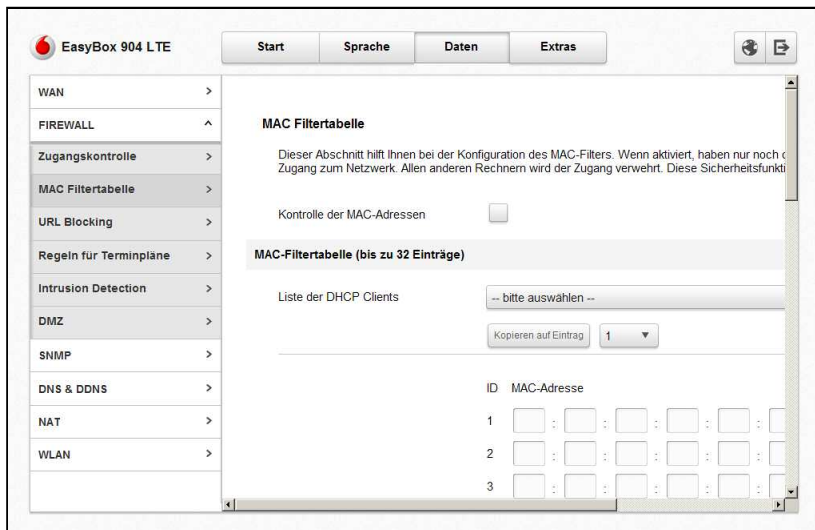 EasyBox 904 LTE
Start Sprache Daten Extras
WAN
FIREWALL
Zugangskontrolle
MAC Filtertabelle
URL Blocking
Regeln für Terminpläne
Intrusion Detection
DMZ
SNMP
DNS & DDNS
NAT
WLAN
MAC Filtertabelle
Dieser Abschnitt hilft Ihnen bei der Konfiguration des MAC-Filters. Wenn aktiviert, haben nur noch
Zugang zum Netzwerk. Allen anderen Rechnern wird der Zugang verwehrt. Diese
Kontrolle der MAC-Adressen
MAC-Filtertabelle (bis zu 32 Einträge)
Liste der DHCP Clients -- bitte auswählen --
Kopieren auf Eintrag 1
ID MAC-Adresse
1 : : : : :
2 : : : : :
3 : : : : :